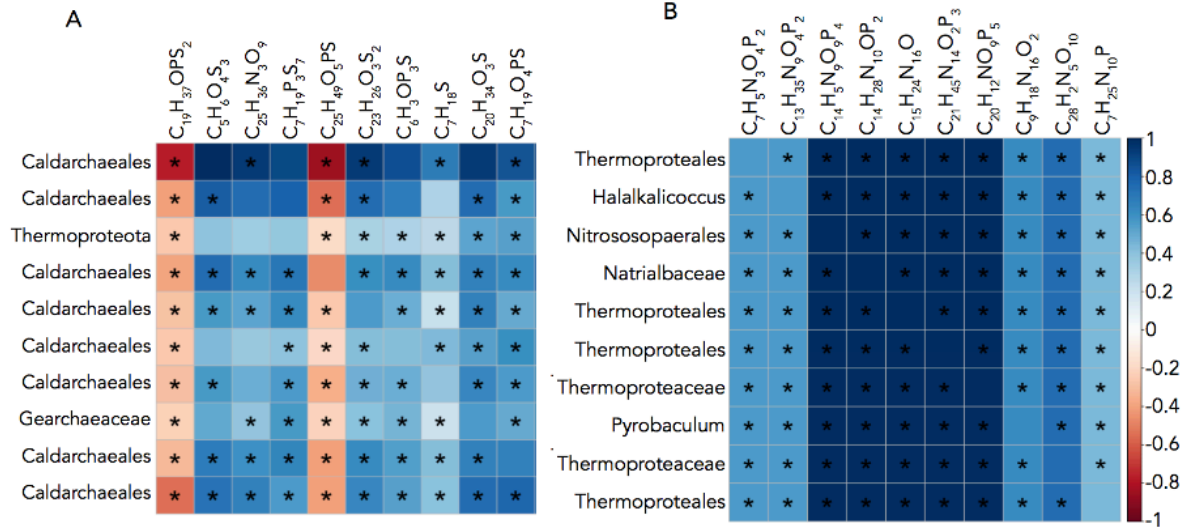 A
C₁₉H₃₇OPS₂
C₅H₆O₄S₃
C₂₅H₃₆N₃O₉
C₇H₁₉P₃S₇
C₂₅H₄₉O₅PS
C₂₃H₂₆O₃S₂
C₆H₃OP₃S
C₇H₁₈S
C₂₀H₃₄O₃S
C₇H₁₉O₄PS
Caldarchaeales
Caldarchaeales
Thermoproteota
Caldarchaeales
Caldarchaeales
Caldarchaeales
Caldarchaeales
Gearchaeaceae
Caldarchaeales
Caldarchaeales
B
C₇H₅N₃O₄P₂
C₁₃H₃₅N₉O₄P₂
C₁₄H₅N₉O₉P₄
C₁₄H₂₈N₁₀OP₂
C₁₅H₂₄N₁₆O
C₂₁H₄₅N₁₄O₂P₃
C₂₀H₁₂NO₉P₅
C₉H₁₈N₁₆O₂
C₂₈H₂N₅O₁₀
C₇H₂₅N₁₀P
Thermoproteales
Halalkalicoccus
Nitrososopaerales
Natrialbaceae
Thermoproteales
Thermoproteales
Thermoproteaceae
Pyrobaculum
Thermoproteaceae
Thermoproteales
1
0.8
0.6
0.4
0.2
0
-0.2
-0.4
-0.6
-0.8
-1